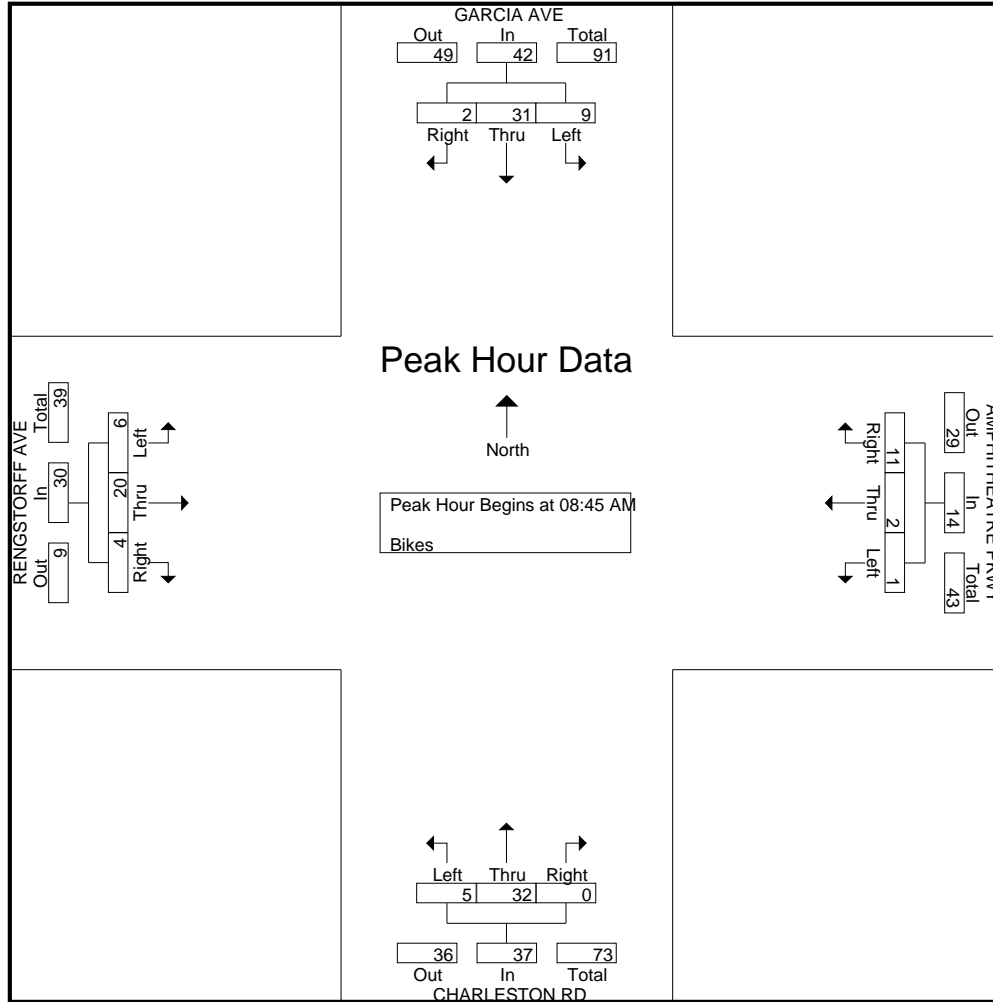 GARCIA AVE
Out In Total
49 42 91
2 31 9
Right Thru Left
Peak Hour Data
North
Peak Hour Begins at 08:45 AM
Bikes
RENGSTORFF AVE
Out In Total
9 30 39
4 20 6
Right Thru Left
AMPHITHEATRE PKWY
Out In Total
29 14 43
11 2 1
Right Thru Left
Left Thru Right
5 32 0
36 37 73
Out In Total
CHARLESTON RD